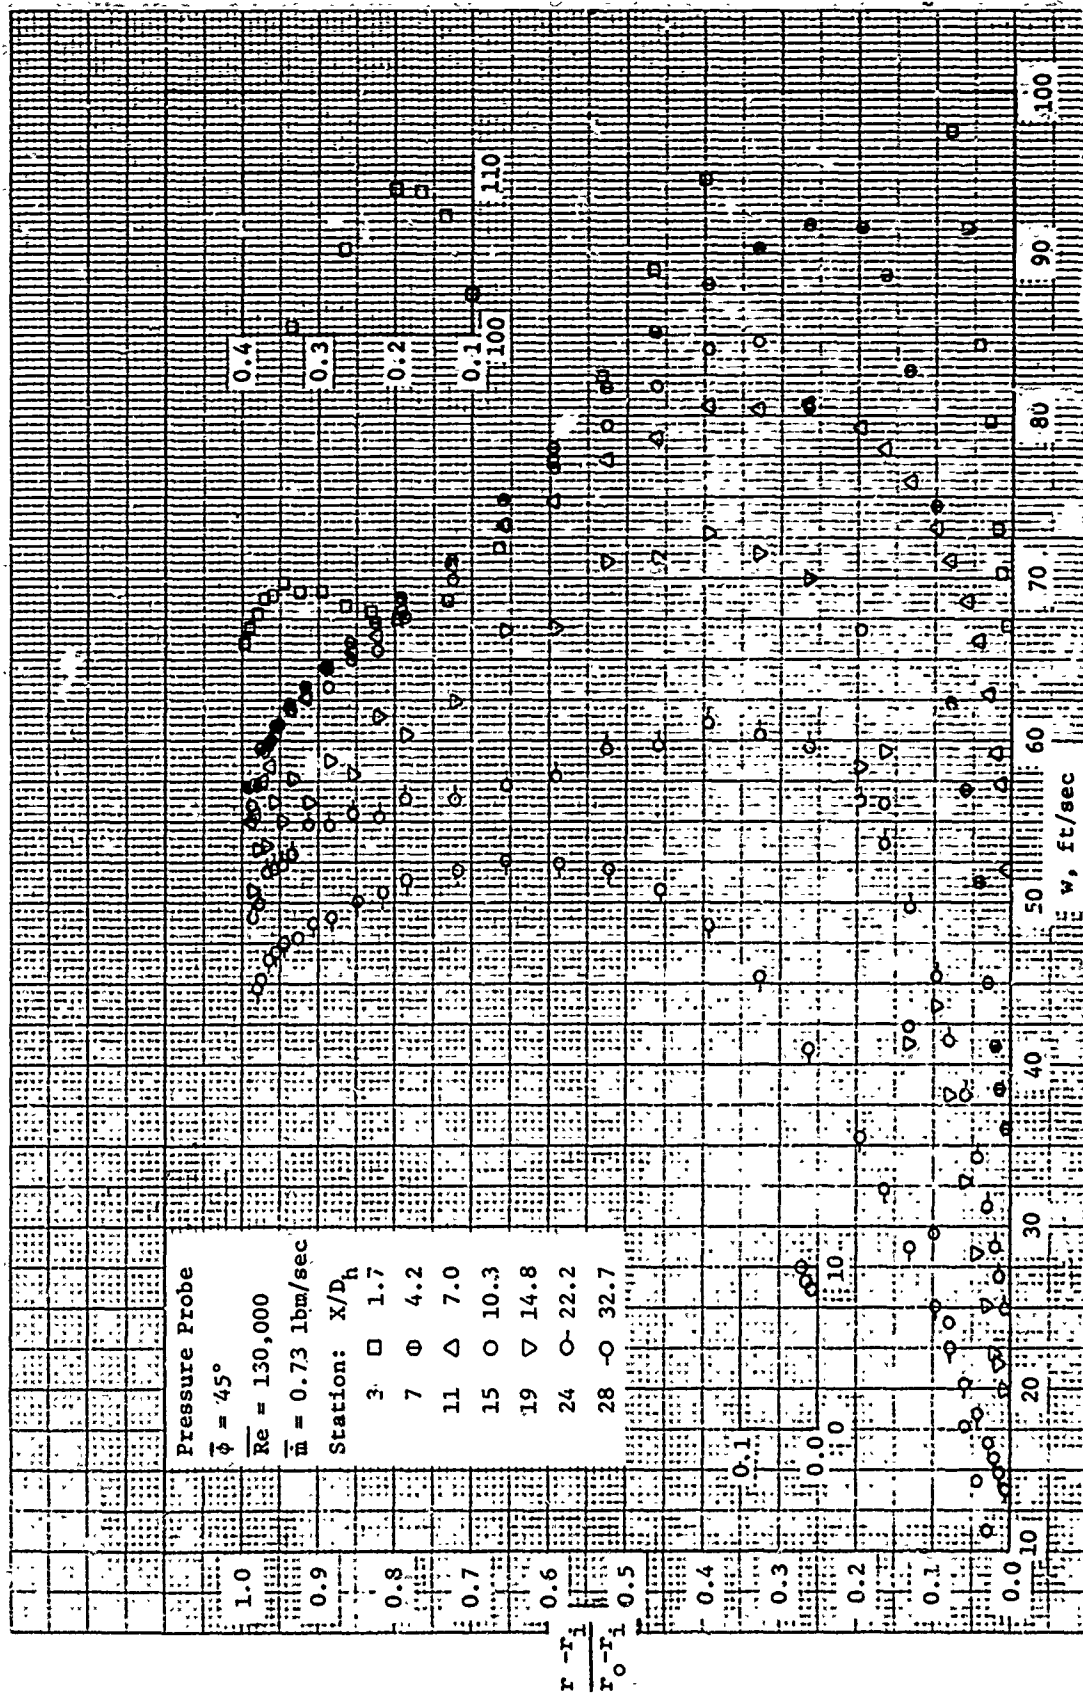 Pressure Probe
ϕ̅ = 45°
R̅e̅ = 130,000
ṁ̅ = 0.73 lbm/sec
Station: X/D_h
3 □ 1.7
7 ⊖ 4.2
11 △ 7.0
15 ○ 10.3
19 ▽ 14.8
24 ○- 22.2
28 -○ 32.7
r -r_i
r_o-r_i
1.0
0.9
0.8
0.7
0.6
0.5
0.4
0.3
0.2
0.1
0.0
10
20
30
40
50
60
70
80
90
100
w, ft/sec
0.4
0.3
0.2
0.1
100
110
0.1
0.0
0
10